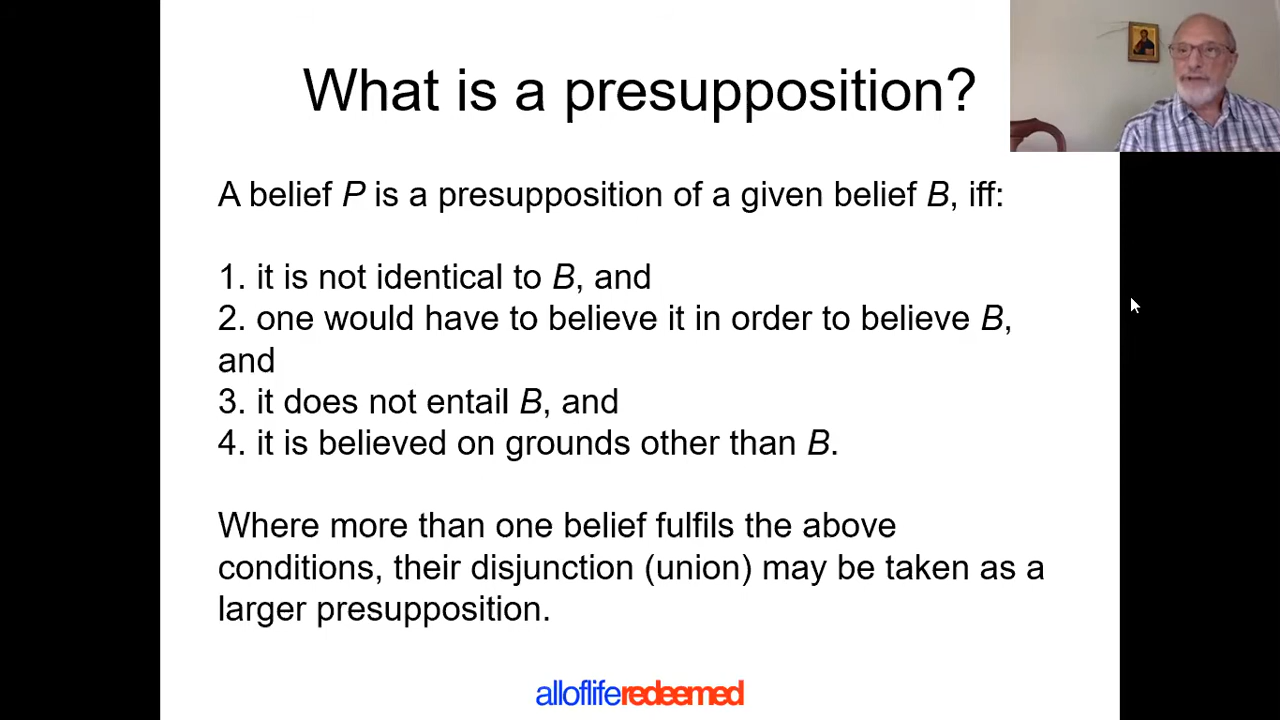 What is a presupposition?
A belief P is a presupposition of a given belief B, iff:
1. it is not identical to B, and
2. one would have to believe it in order to believe B,
and
3. it does not entail B, and
4. it is believed on grounds other than B.
Where more than one belief fulfils the above
conditions, their disjunction (union) may be taken as a
larger presupposition.
alloflliferedeemed